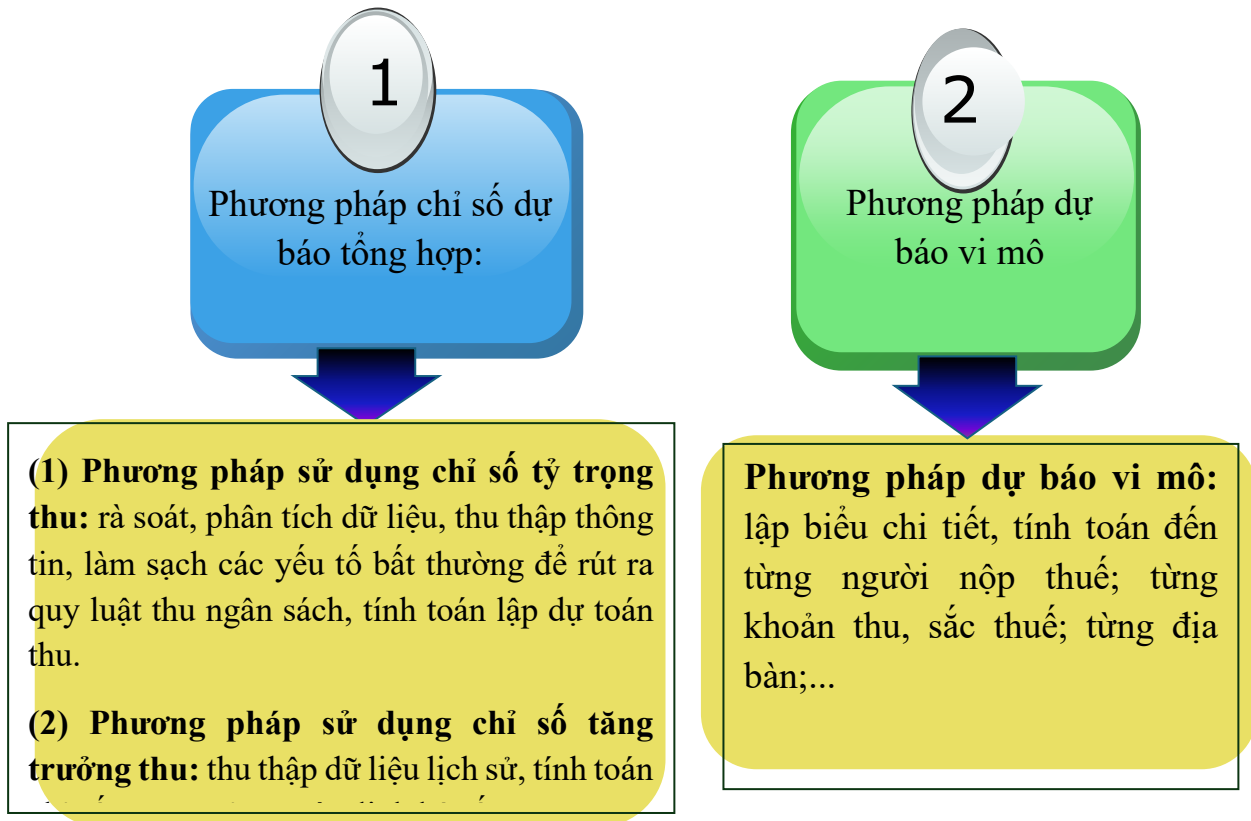 1
Phương pháp chỉ số dự
báo tổng hợp:
2
Phương pháp dự
báo vi mô
(1) Phương pháp sử dụng chỉ số tỷ trọng
thu: rà soát, phân tích dữ liệu, thu thập thông
tin, làm sạch các yếu tố bất thường để rút ra
quy luật thu ngân sách, tính toán lập dự toán
thu.
(2) Phương pháp sử dụng chỉ số tăng
trưởng thu: thu thập dữ liệu lịch sử, tính toán
Phương pháp dự báo vi mô:
lập biểu chi tiết, tính toán đến
từng người nộp thuế; từng
khoản thu, sắc thuế; từng địa
bàn;...